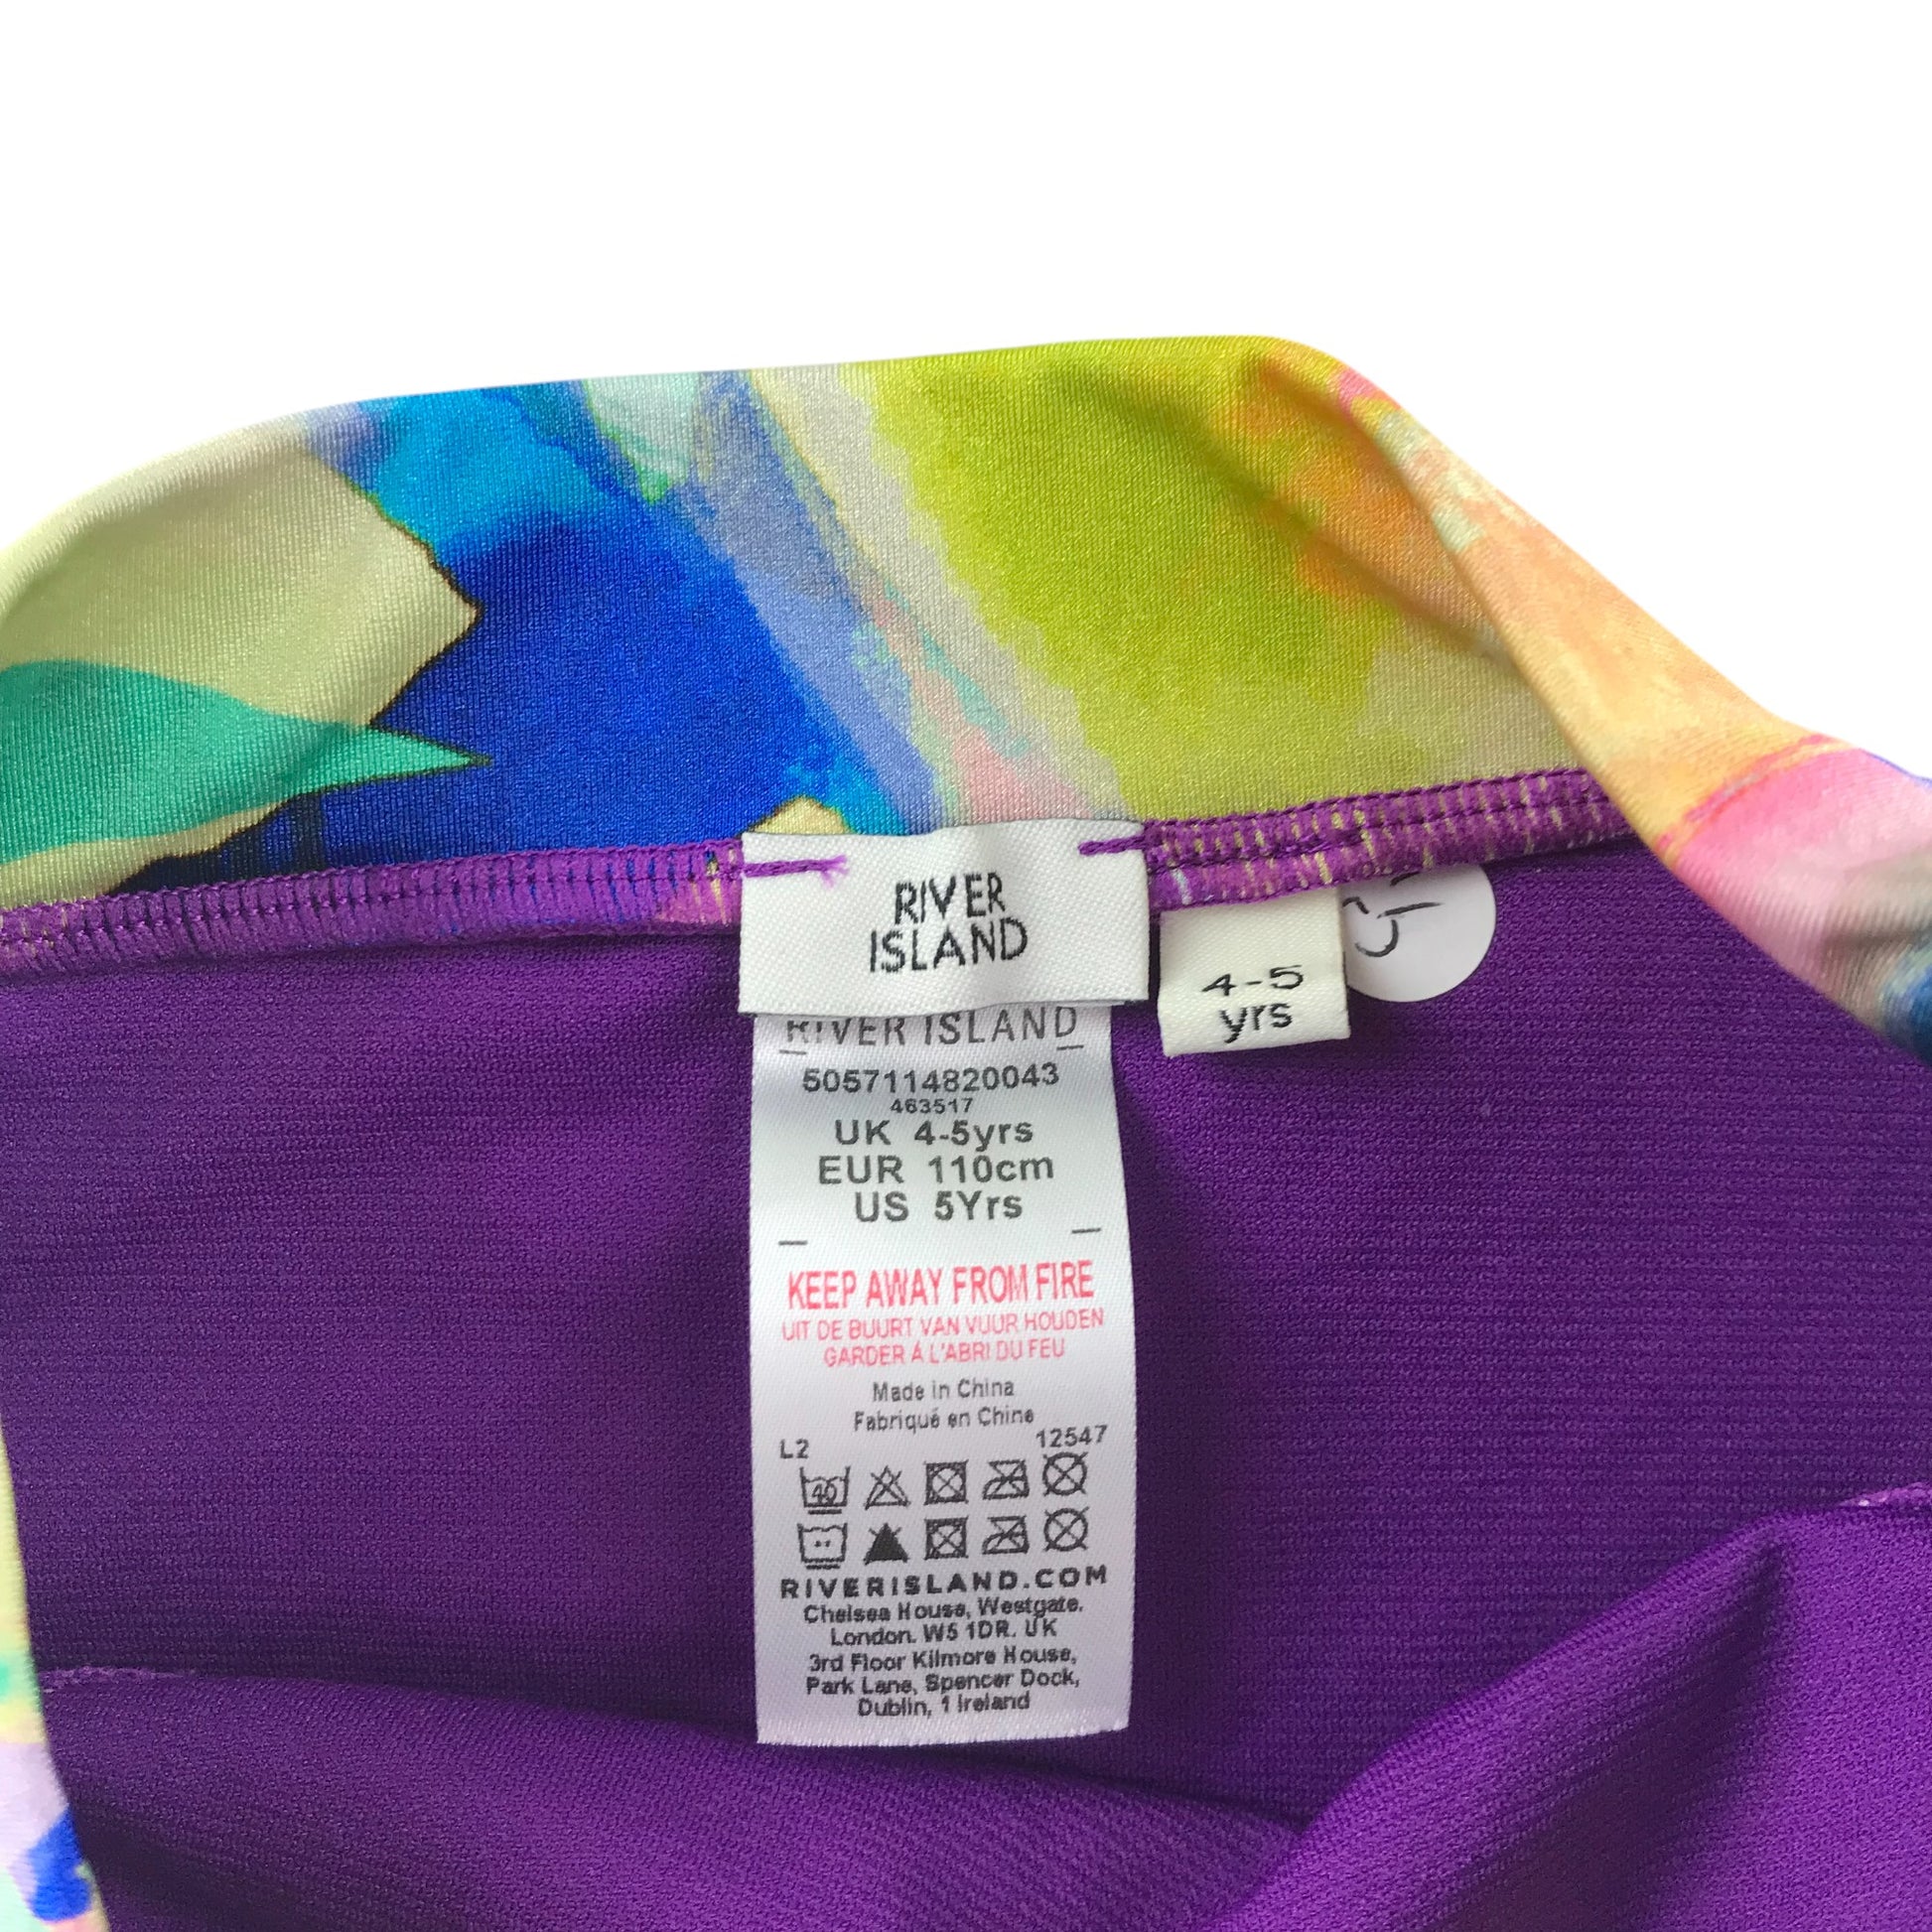 RIVER
ISLAND
4-5
yrs
RIVER ISLAND
5057114820043
463517
UK 4-5yrs
EUR 110cm
US 5Yrs
KEEP AWAY FROM FIRE
UIT DE BUURT VAN VUUR HOUDEN
GARDER Á L'ABRI DU FEU
Made in China
Fabriqué en Chine
L2 12547
40
RIVERISLAND.COM
Chelsea House, Westgate,
London. W5 1DR. UK
3rd Floor Kilmore House,
Park Lane, Spencer Dock,
Dublin, 1 Ireland